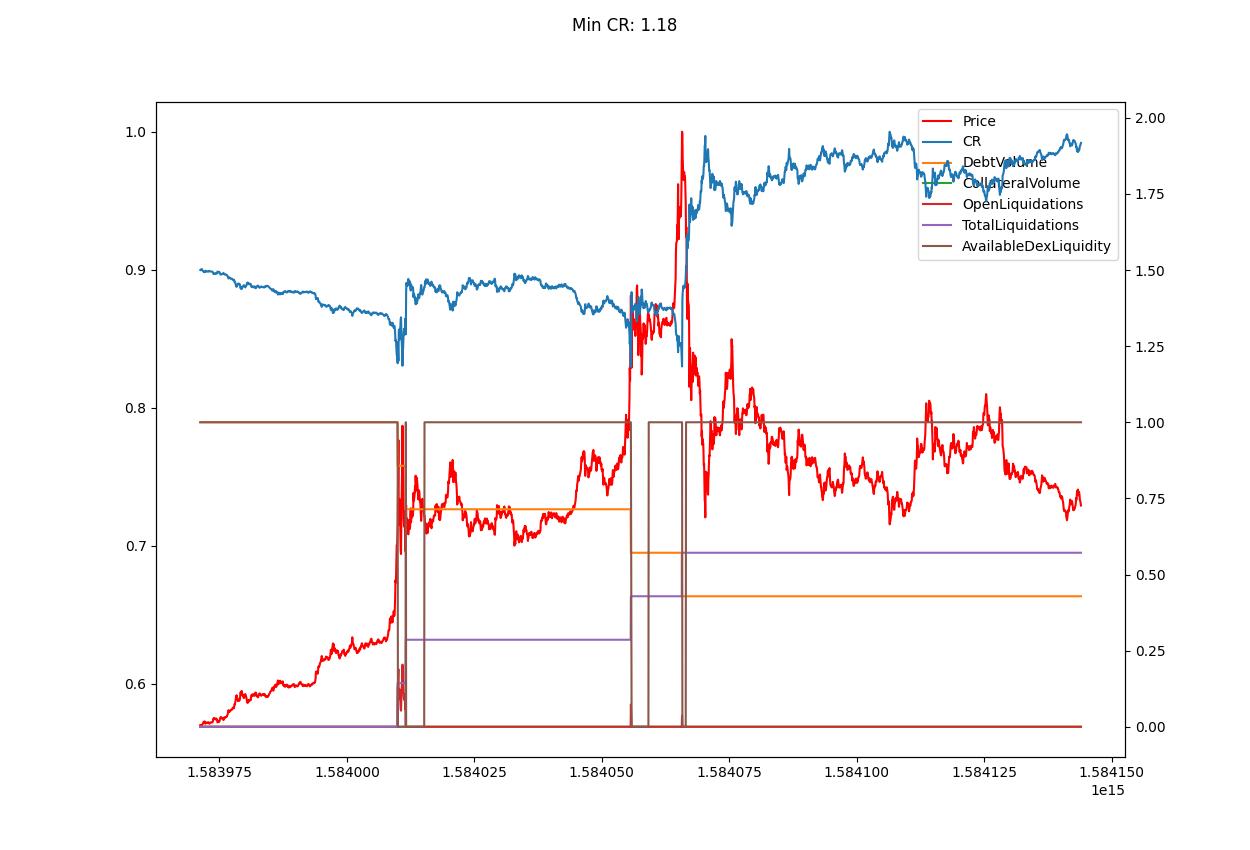 Min CR: 1.18
1.0
0.9
0.8
0.7
0.6
2.00
1.75
1.50
1.25
1.00
0.75
0.50
0.25
0.00
Price
CR
DebtVolume
CollateralVolume
OpenLiquidations
TotalLiquidations
AvailableDexLiquidity
1.583975 1.584000 1.584025 1.584050 1.584075 1.584100 1.584125 1.584150
1e15